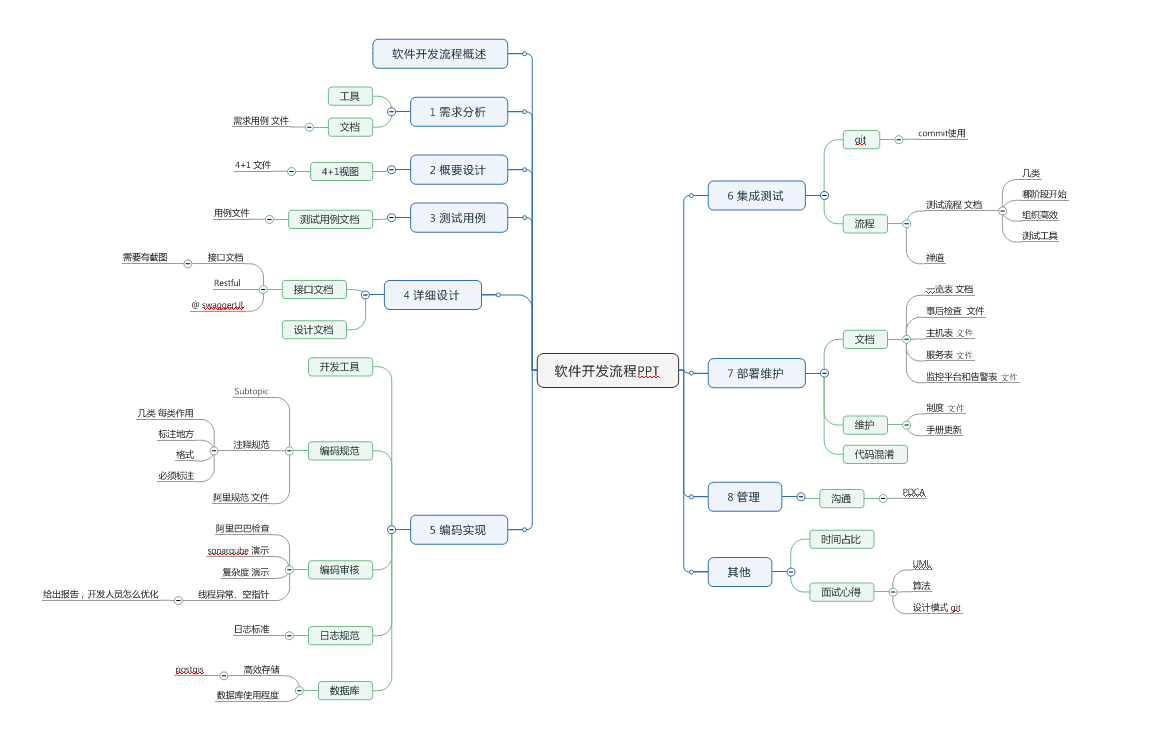 软件开发流程PPT
软件开发流程概述
1 需求分析
工具
文档
需求用例 文件
2 概要设计
4+1视图
4+1 文件
3 测试用例
测试用例文档
用例文件
4 详细设计
接口文档
接口文档
需要有截图
Restful
@ swaggerUI
设计文档
5 编码实现
开发工具
编码规范
Subtopic
注释规范
几类 每类作用
标注地方
格式
必须标注
阿里规范 文件
编码审核
阿里巴巴检查
sonarqube 演示
复杂度 演示
线程异常、空指针
给出报告，开发人员怎么优化
日志规范
日志标准
数据库
高效存储
postgis
数据库使用程度
6 集成测试
git
commit使用
流程
测试流程 文档
几类
哪阶段开始
组织高效
测试工具
禅道
7 部署维护
文档
一览表 文档
事后检查 文件
主机表 文件
服务表 文件
监控平台和告警表 文件
维护
制度 文件
手册更新
代码混淆
8 管理
沟通
PDCA
其他
时间占比
面试心得
UML
算法
设计模式 git